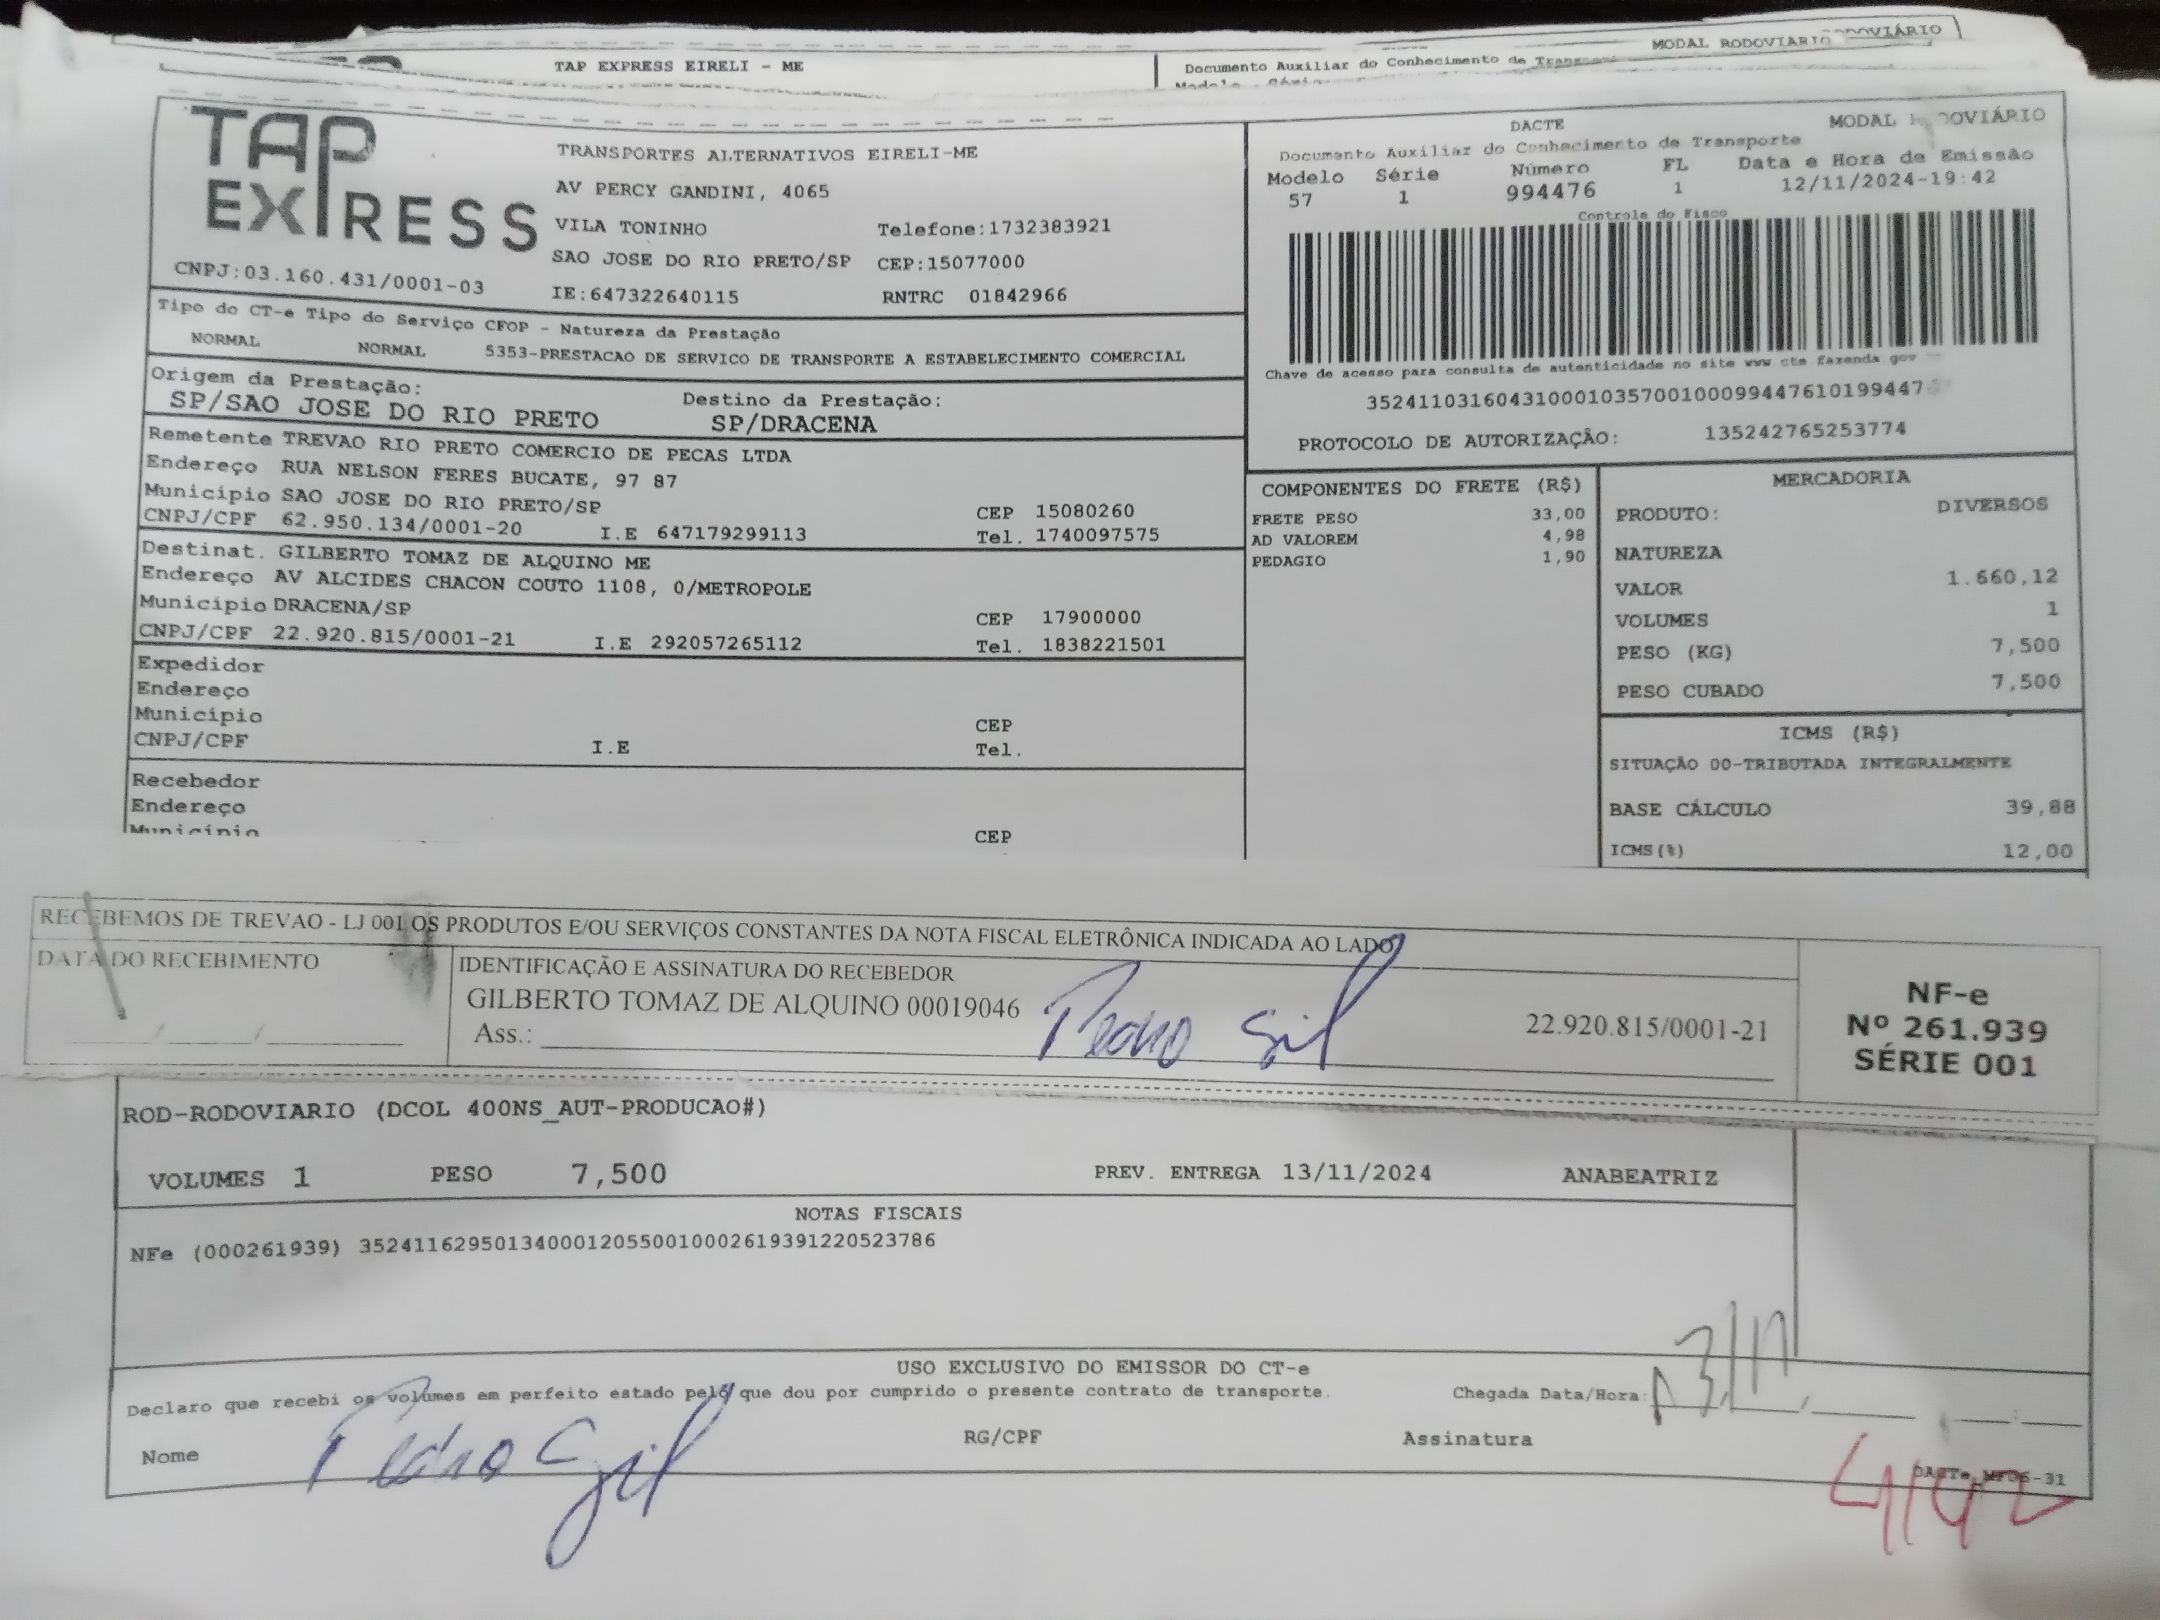 MODAL RODOVIARIO
TAP EXPRESS EIRELI - ME
Documento Auxiliar do Conhecimento de
TAP EXPRESS
CNPJ:03.160.431/0001-03
TRANSPORTES ALTERNATIVOS EIRELI-ME
AV PERCY GANDINI, 4065
VILA TONINHO
Telefone:1732383921
SAO JOSE DO RIO PRETO/SP CEP:15077000
IE:647322640115 RNTRC 01842966
DACTE MODAL RODOVIÁRIO
Documento Auxiliar do Conhecimento de Transporte
Modelo Série Número FL Data e Hora de Emissão
57 1 994476 1 12/11/2024-19:42
Controle do Fisco
Chave de acesso para consulta de autenticidade no site www cte fazenda gov
PROTOCOLO DE AUTORIZAÇÃO: 135242765253774
Tipo do CT-e Tipo do Serviço CFOP - Natureza da Prestação
NORMAL NORMAL 5353-PRESTACAO DE SERVICO DE TRANSPORTE A ESTABELECIMENTO COMERCIAL
Origem da Prestação: Destino da Prestação:
SP/SAO JOSE DO RIO PRETO SP/DRACENA
Remetente TREVAO RIO PRETO COMERCIO DE PECAS LTDA
Endereço RUA NELSON FERES BUCATE, 97 87
Município SAO JOSE DO RIO PRETO/SP CEP 15080260
CNPJ/CPF 62.950.134/0001-20 I.E 647179299113 Tel. 1740097575
Destinat. GILBERTO TOMAZ DE ALQUINO ME
Endereço AV ALCIDES CHACON COUTO 1108, 0/METROPOLE
Município DRACENA/SP CEP 17900000
CNPJ/CPF 22.920.815/0001-21 I.E 292057265112 Tel. 1838221501
Expedidor
Endereço
Município CEP
CNPJ/CPF I.E Tel.
Recebedor
Endereço
Município CEP
COMPONENTES DO FRETE (R$)
FRETE PESO 33,00
AD VALOREM 4,98
PEDAGIO 1,90
MERCADORIA
PRODUTO: DIVERSOS
NATUREZA
VALOR 1.660,12
VOLUMES 1
PESO (KG) 7,500
PESO CUBADO 7,500
ICMS (R$)
SITUAÇÃO 00-TRIBUTADA INTEGRALMENTE
BASE CÁLCULO 39,88
ICMS(%) 12,00
RECEBEMOS DE TREVAO - LJ 001 OS PRODUTOS E/OU SERVIÇOS CONSTANTES DA NOTA FISCAL ELETRÔNICA INDICADA AO LADO
DATA DO RECEBIMENTO
IDENTIFICAÇÃO E ASSINATURA DO RECEBEDOR
GILBERTO TOMAZ DE ALQUINO 00019046 22.920.815/0001-21
Ass.: Pedro Gil
NF-e
Nº 261.939
SÉRIE 001
ROD-RODOVIARIO (DCOL 400NS_AUT-PRODUCAO#)
VOLUMES 1 PESO 7,500 PREV. ENTREGA 13/11/2024 ANABEATRIZ
NOTAS FISCAIS
NFe (000261939) 35241162950134000120550010002619391220523786
USO EXCLUSIVO DO EMISSOR DO CT-e
Declaro que recebi os volumes em perfeito estado pelo que dou por cumprido o presente contrato de transporte. Chegada Data/Hora: 13/11
Nome Pedro Gil RG/CPF Assinatura